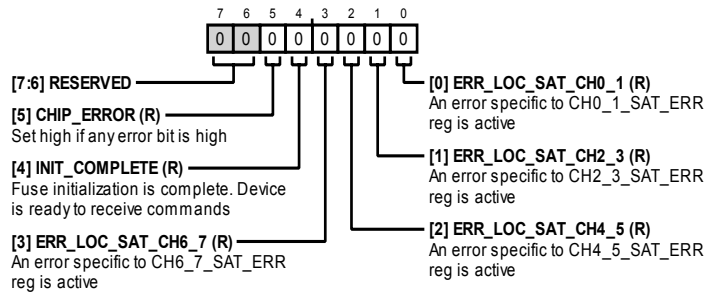 7 6 5 4 3 2 1 0
0 0 0 0 0 0 0 0
[7:6] RESERVED
[5] CHIP_ERROR (R)
Set high if any error bit is high
[4] INIT_COMPLETE (R)
Fuse initialization is complete. Device
is ready to receive commands
[3] ERR_LOC_SAT_CH6_7 (R)
An error specific to CH6_7_SAT_ERR
reg is active
[0] ERR_LOC_SAT_CH0_1 (R)
An error specific to CH0_1_SAT_ERR
reg is active
[1] ERR_LOC_SAT_CH2_3 (R)
An error specific to CH2_3_SAT_ERR
reg is active
[2] ERR_LOC_SAT_CH4_5 (R)
An error specific to CH4_5_SAT_ERR
reg is active